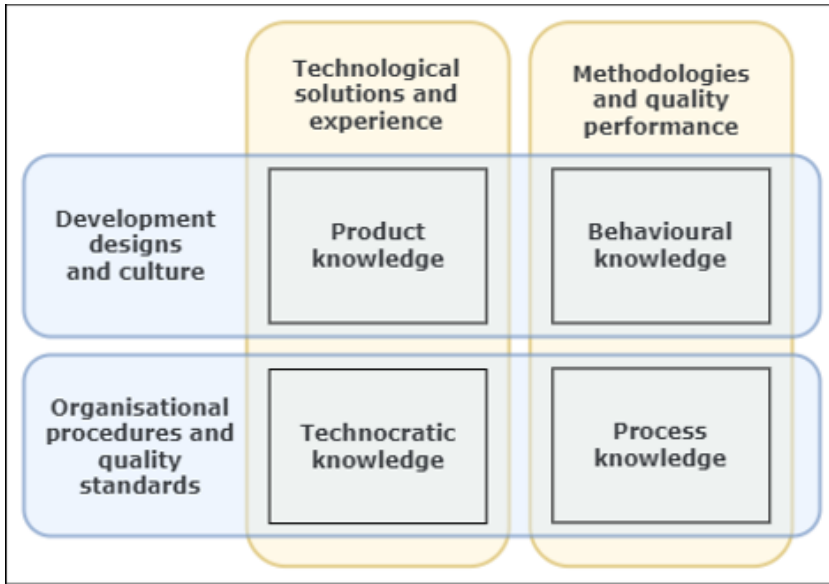 Technological
solutions and
experience
Methodologies
and quality
performance
Development
designs
and culture
Product
knowledge
Behavioural
knowledge
Organisational
procedures and
quality
standards
Technocratic
knowledge
Process
knowledge